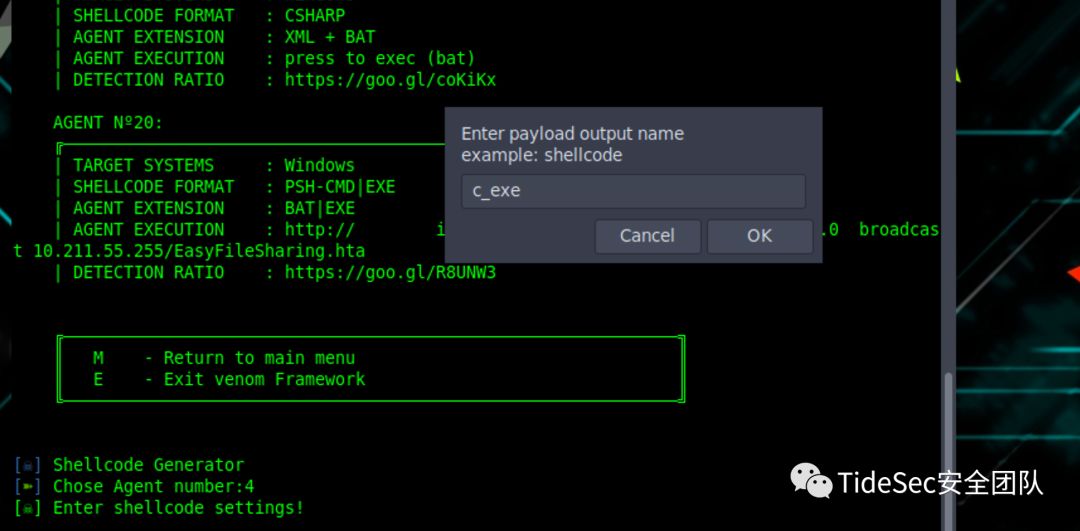 | SHELLCODE FORMAT : CSHARP
| AGENT EXTENSION : XML + BAT
| AGENT EXECUTION : press to exec (bat)
| DETECTION RATIO : https://goo.gl/coKiKx
AGENT Nº20:
| TARGET SYSTEMS : Windows
| SHELLCODE FORMAT : PSH-CMD|EXE
| AGENT EXTENSION : BAT|EXE
| AGENT EXECUTION : http:// i .0 broadcas
t 10.211.55.255/EasyFileSharing.hta
| DETECTION RATIO : https://goo.gl/R8UNW3
Enter payload output name
example: shellcode
c_exe
Cancel OK
M - Return to main menu
E - Exit venom Framework
[☠] Shellcode Generator
[➽] Chose Agent number:4
[☠] Enter shellcode settings!
TideSec安全团队